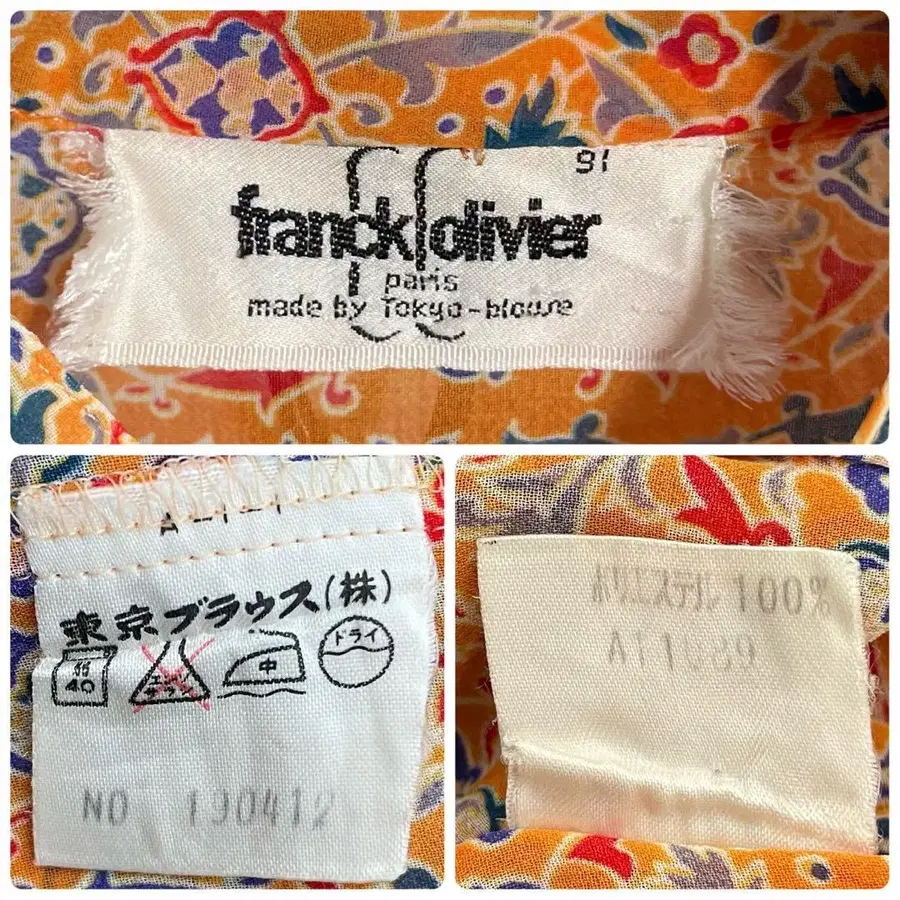 91
franck olivier
paris
made by Tokyo-blouse
東京ブラウス(株)
40
中
ドライ
NO 190412
ポリエステル 100%